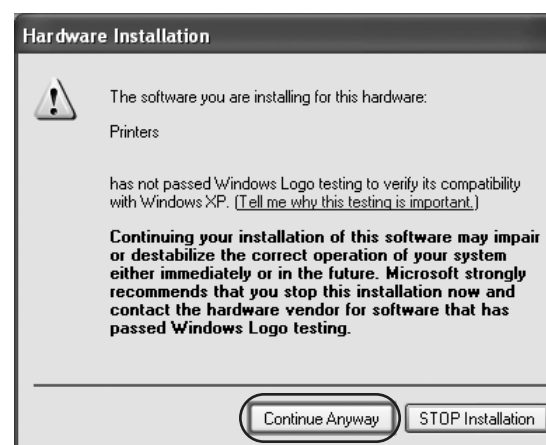 Hardware Installation
The software you are installing for this hardware:
Printers
has not passed Windows Logo testing to verify its compatibility
with Windows XP. (Tell me why this testing is important.)
Continuing your installation of this software may impair
or destabilize the correct operation of your system
either immediately or in the future. Microsoft strongly
recommends that you stop this installation now and
contact the hardware vendor for software that has
passed Windows Logo testing.
Continue Anyway
STOP Installation